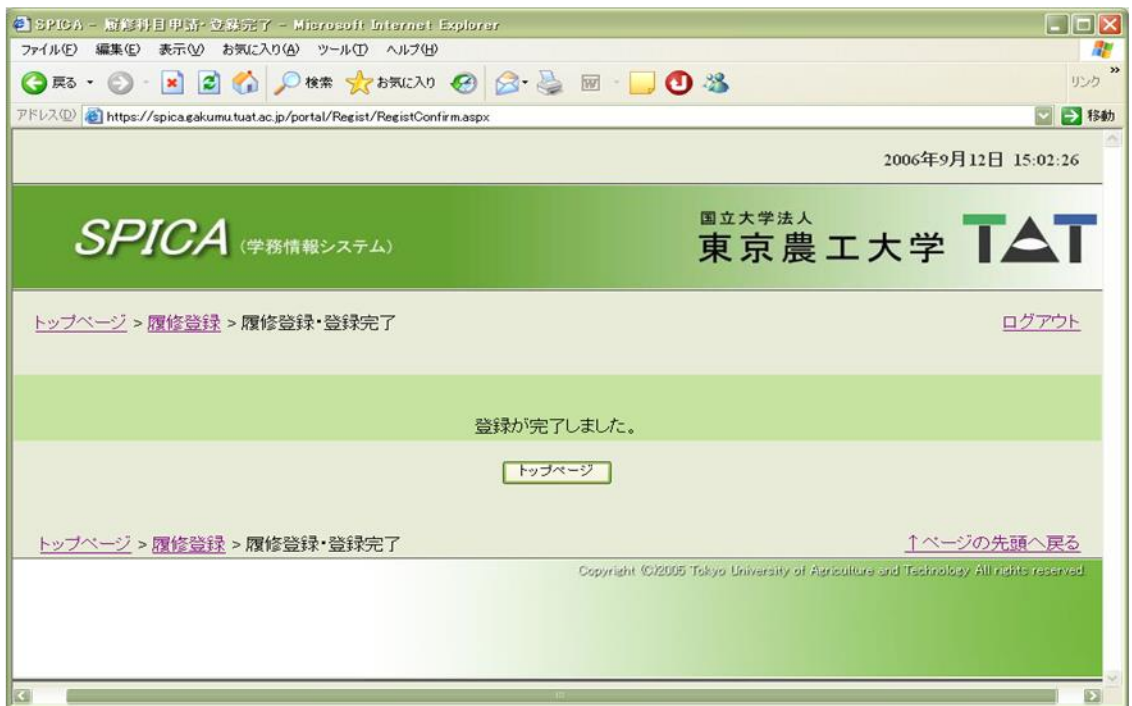 SPICA - 履修科目申請・登録完了 - Microsoft Internet Explorer
ファイル(F) 編集(E) 表示(V) お気に入り(A) ツール(T) ヘルプ(H)
戻る 検索 お気に入り リンク »
アドレス(D) https://spica.gakumu.tuat.ac.jp/portal/Regist/RegistConfirm.aspx 移動
2006年9月12日 15:02:26
SPICA (学務情報システム)
国立大学法人
東京農工大学 TAT
トップページ > 履修登録 > 履修登録・登録完了 ログアウト
登録が完了しました。
トップページ
トップページ > 履修登録 > 履修登録・登録完了 ↑ページの先頭へ戻る
Copyright (C)2005 Tokyo University of Agriculture and Technology All rights reserved.